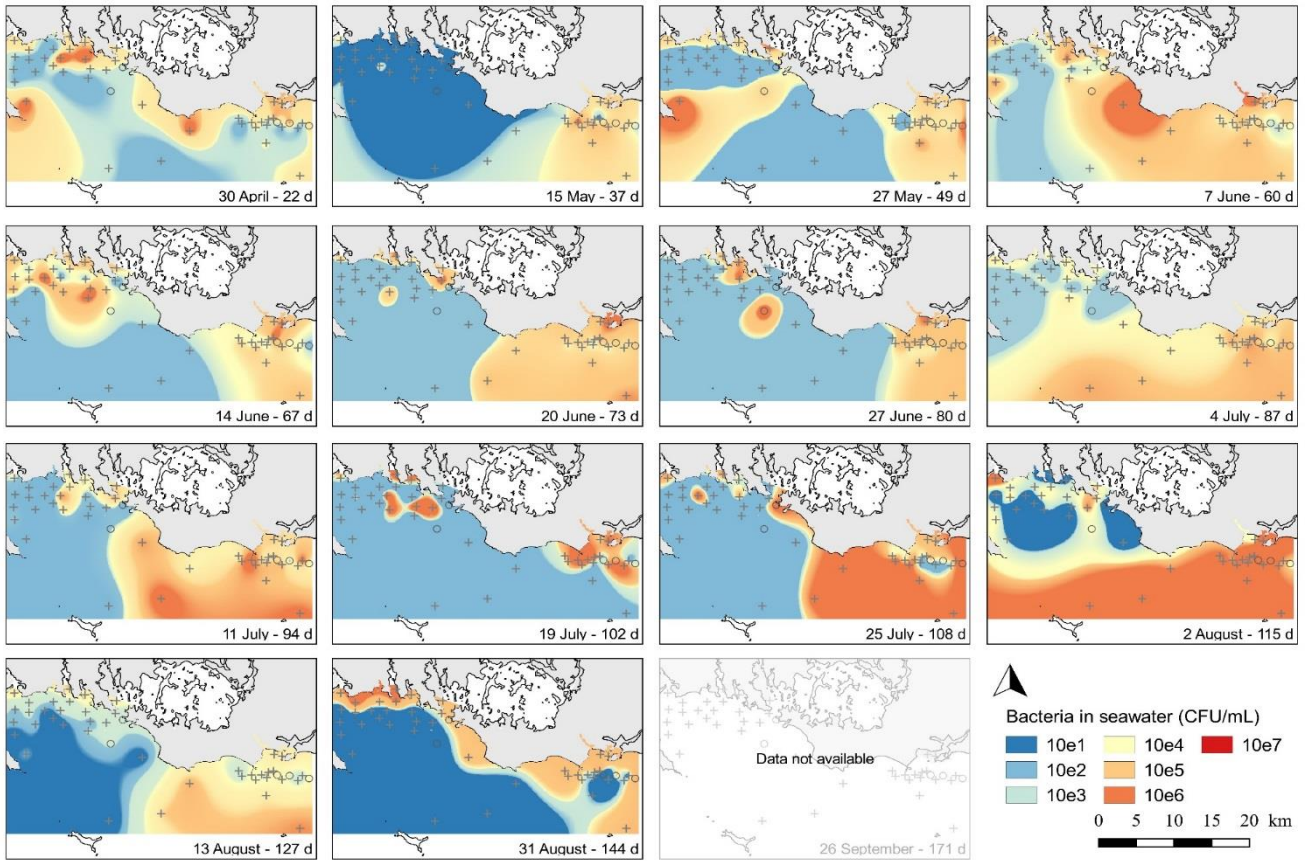 30 April - 22 d
15 May - 37 d
27 May - 49 d
7 June - 60 d
14 June - 67 d
20 June - 73 d
27 June - 80 d
4 July - 87 d
11 July - 94 d
19 July - 102 d
25 July - 108 d
2 August - 115 d
13 August - 127 d
31 August - 144 d
Data not available
26 September - 171 d
Bacteria in seawater (CFU/mL)
10e1 10e4 10e7
10e2 10e5
10e3 10e6
0 5 10 15 20 km